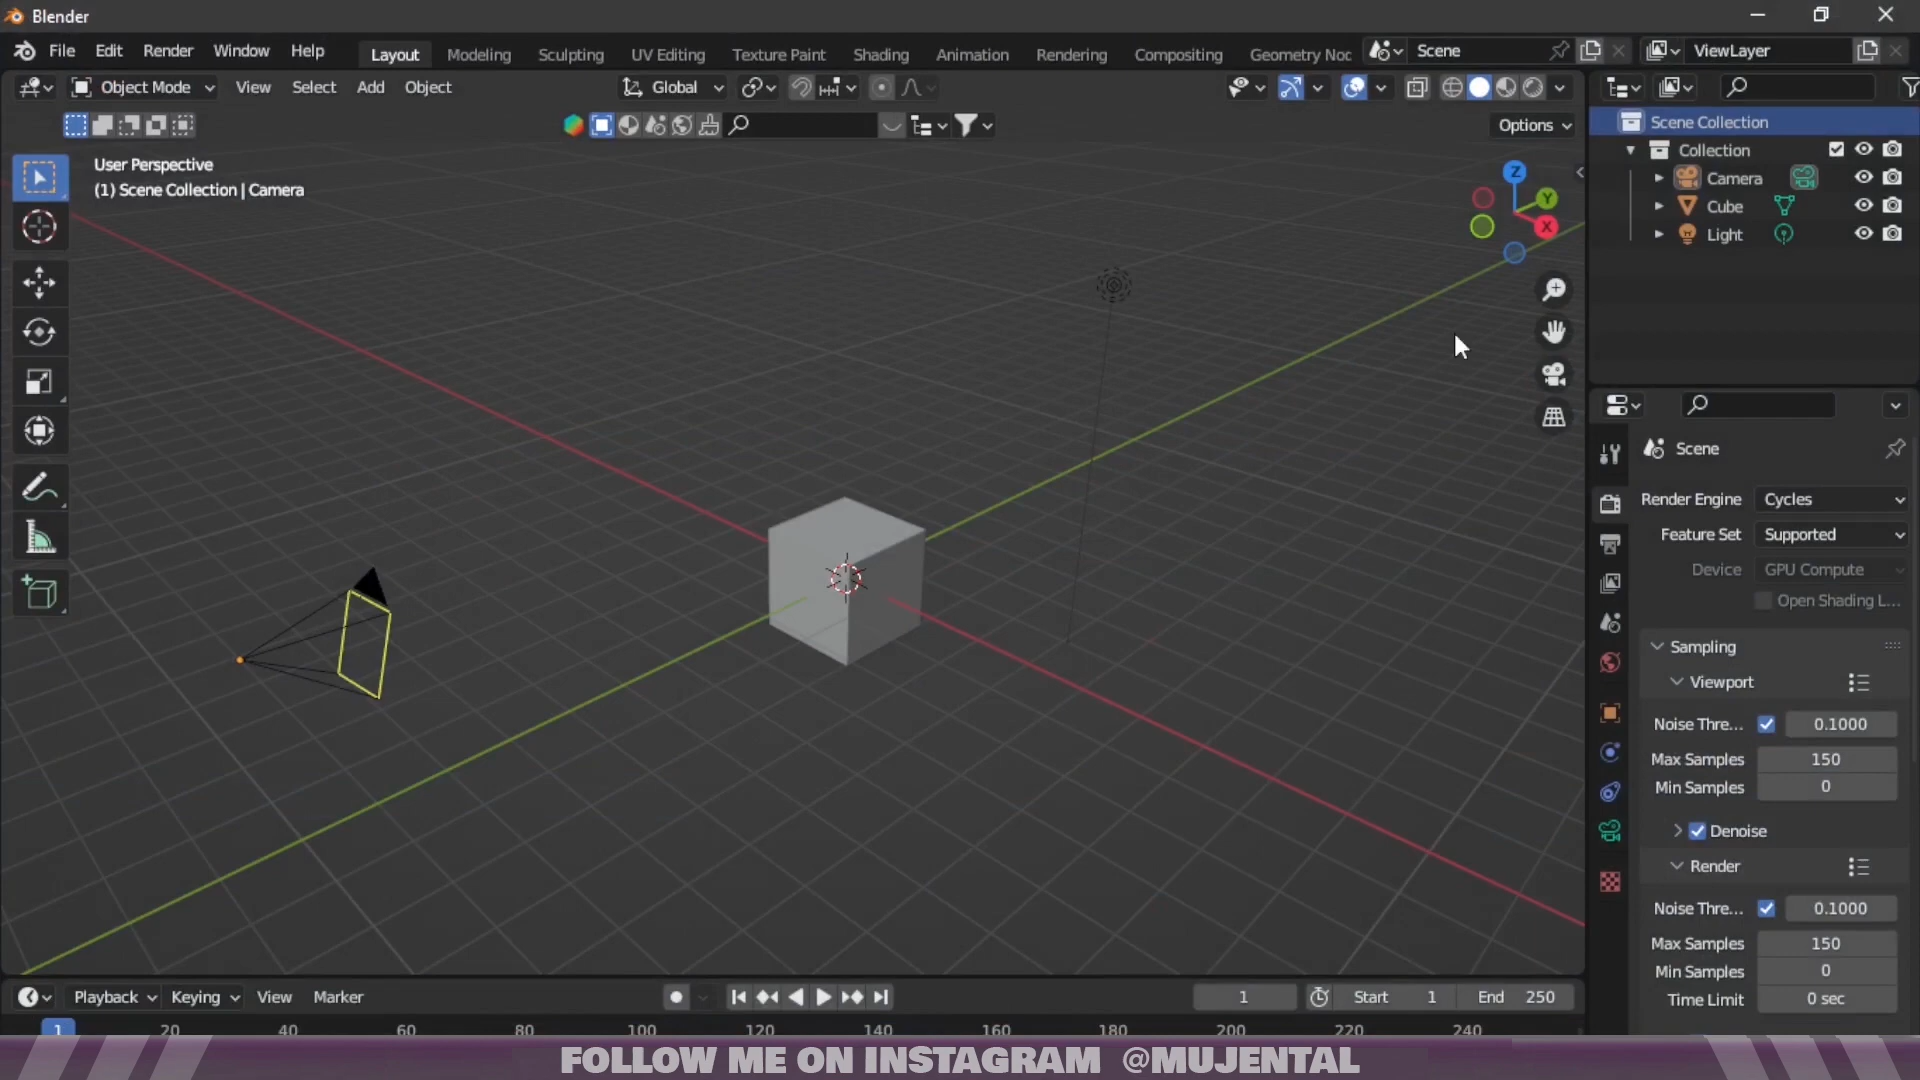 Blender
File Edit Render Window Help Layout Modeling Sculpting UV Editing Texture Paint Shading Animation Rendering Compositing Geometry Noc Scene ViewLayer
Object Mode View Select Add Object Global
Options
User Perspective
(1) Scene Collection | Camera
Z
Y
X
Scene Collection
Collection
Camera
Cube
Light
Scene
Render Engine Cycles
Feature Set Supported
Device GPU Compute
Open Shading L...
Sampling
Viewport
Noise Thre... 0.1000
Max Samples 150
Min Samples 0
Denoise
Render
Noise Thre... 0.1000
Max Samples 150
Min Samples 0
Time Limit 0 sec
Playback Keying View Marker 1 Start 1 End 250
1 20 40 60 80 100 120 140 160 180 200 220 240
FOLLOW ME ON INSTAGRAM @MUJENTAL